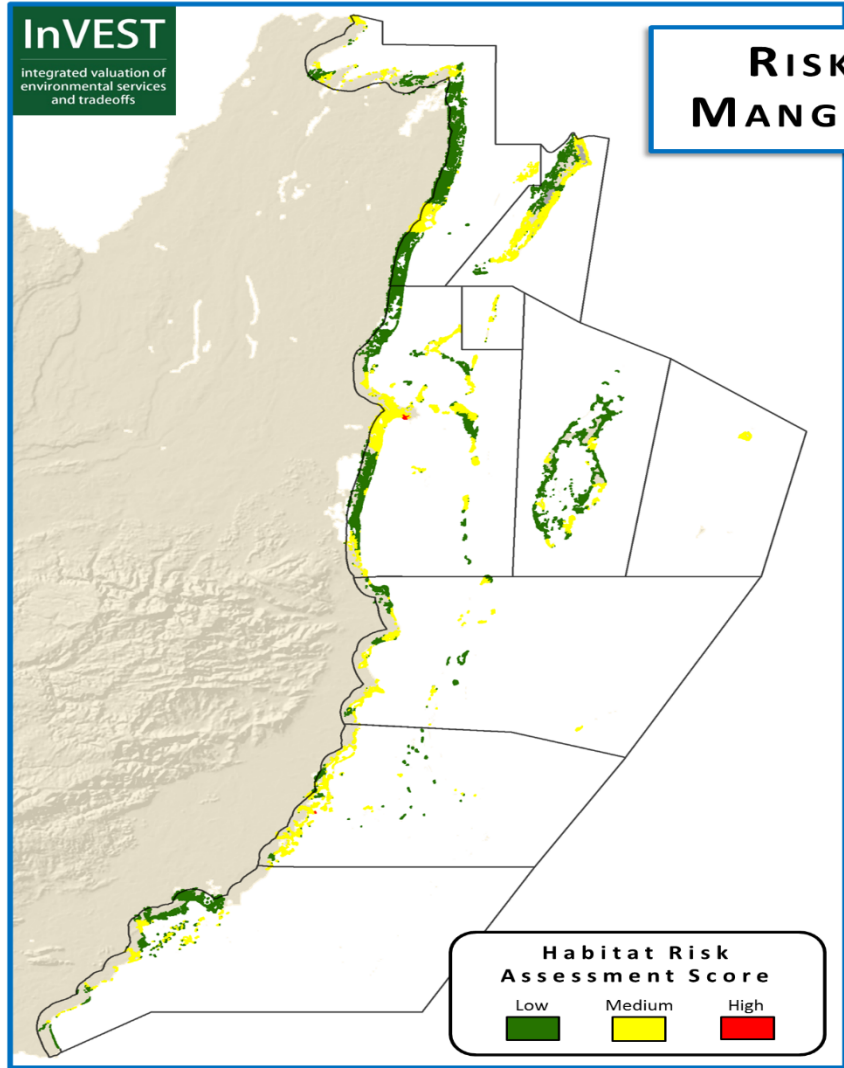 InVEST
integrated valuation of
environmental services
and tradeoffs
RISK
MANG
Habitat Risk
Assessment Score
Low Medium High